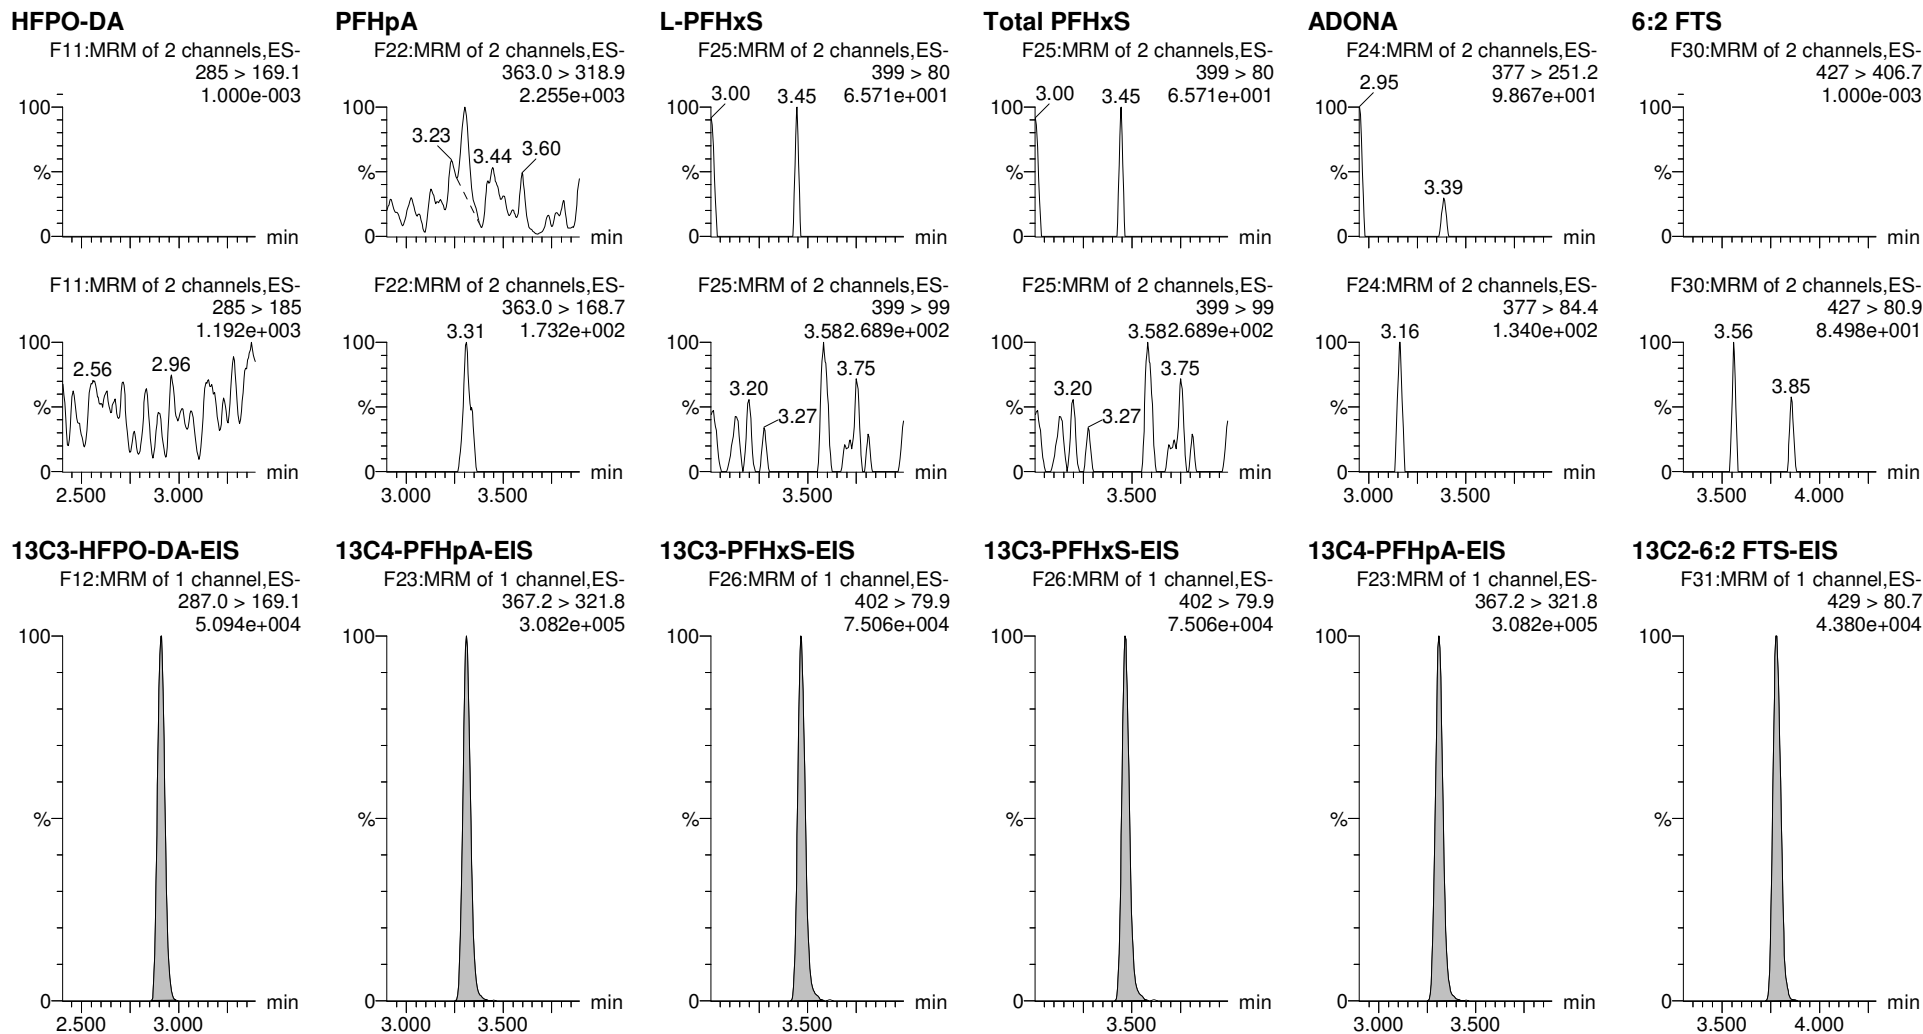 HFPO-DA
F11:MRM of 2 channels,ES-
285 > 169.1
1.000e-003
100
%
0
min
F11:MRM of 2 channels,ES-
285 > 185
1.192e+003
100
2.56
2.96
%
0
min
2.500 3.000
PFHpA
F22:MRM of 2 channels,ES-
363.0 > 318.9
2.255e+003
100
3.23
3.44
3.60
%
0
min
F22:MRM of 2 channels,ES-
363.0 > 168.7
1.732e+002
3.31
100
%
0
min
3.000 3.500
L-PFHxS
F25:MRM of 2 channels,ES-
399 > 80
6.571e+001
3.00
3.45
100
%
0
min
F25:MRM of 2 channels,ES-
399 > 99
2.689e+002
3.58
100
3.75
3.20
3.27
%
0
min
3.500
Total PFHxS
F25:MRM of 2 channels,ES-
399 > 80
6.571e+001
3.00
3.45
100
%
0
min
F25:MRM of 2 channels,ES-
399 > 99
2.689e+002
3.58
100
3.75
3.20
3.27
%
0
min
3.500
ADONA
F24:MRM of 2 channels,ES-
377 > 251.2
9.867e+001
2.95
100
3.39
%
0
min
F24:MRM of 2 channels,ES-
377 > 84.4
1.340e+002
3.16
100
%
0
min
3.000 3.500
6:2 FTS
F30:MRM of 2 channels,ES-
427 > 406.7
1.000e-003
100
%
0
min
F30:MRM of 2 channels,ES-
427 > 80.9
8.498e+001
3.56
100
3.85
%
0
min
3.500 4.000
13C3-HFPO-DA-EIS
F12:MRM of 1 channel,ES-
287.0 > 169.1
5.094e+004
100
%
0
min
2.500 3.000
13C4-PFHpA-EIS
F23:MRM of 1 channel,ES-
367.2 > 321.8
3.082e+005
100
%
0
min
3.000 3.500
13C3-PFHxS-EIS
F26:MRM of 1 channel,ES-
402 > 79.9
7.506e+004
100
%
0
min
3.500
13C3-PFHxS-EIS
F26:MRM of 1 channel,ES-
402 > 79.9
7.506e+004
100
%
0
min
3.500
13C4-PFHpA-EIS
F23:MRM of 1 channel,ES-
367.2 > 321.8
3.082e+005
100
%
0
min
3.000 3.500
13C2-6:2 FTS-EIS
F31:MRM of 1 channel,ES-
429 > 80.7
4.380e+004
100
%
0
min
3.500 4.000